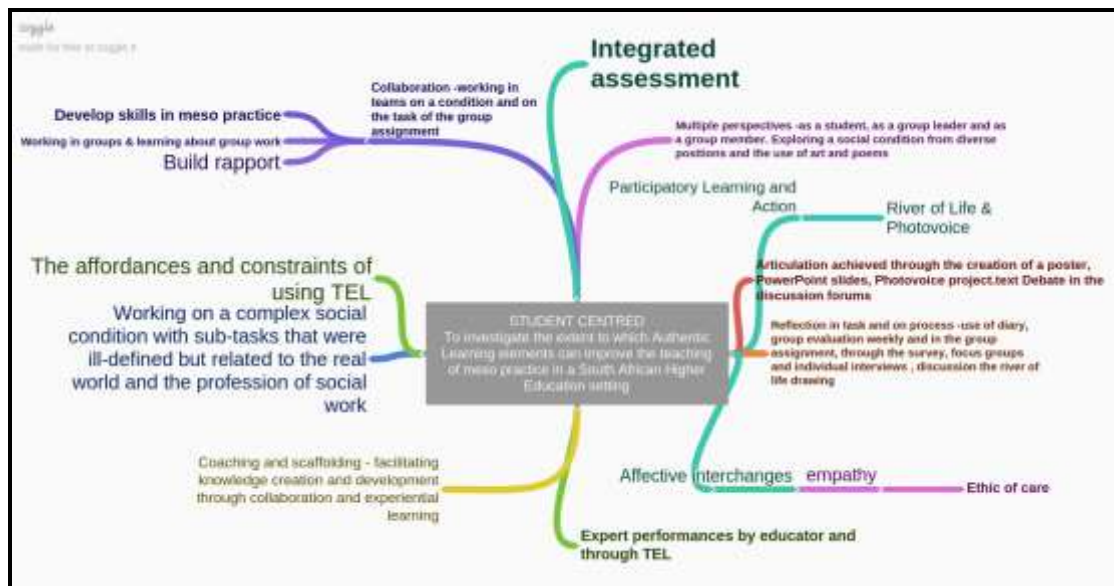 coggle
made for free at coggle.it
Integrated
assessment
Collaboration -working in
teams on a condition and on
the task of the group
assignment
Develop skills in meso practice
Working in groups & learning about group work
Build rapport
Multiple perspectives -as a student, as a group leader and as
a group member. Exploring a social condition from diverse
positions and the use of art and poems
Participatory Learning and
Action
River of Life &
Photovoice
The affordances and constraints of
using TEL
Articulation achieved through the creation of a poster,
PowerPoint slides, Photovoice project.text Debate in the
discussion forums
Working on a complex social
condition with sub-tasks that were
ill-defined but related to the real
world and the profession of social
work
STUDENT CENTRED
To investigate the extent to which Authentic
Learning elements can improve the teaching
of meso practice in a South African Higher
Education setting
Reflection in task and on process -use of diary,
group evaluation weekly and in the group
assignment, through the survey, focus groups
and individual interviews , discussion the river of
life drawing
Coaching and scaffolding - facilitating
knowledge creation and development
through collaboration and experiential
learning
Affective interchanges
empathy
Ethic of care
Expert performances by educator and
through TEL